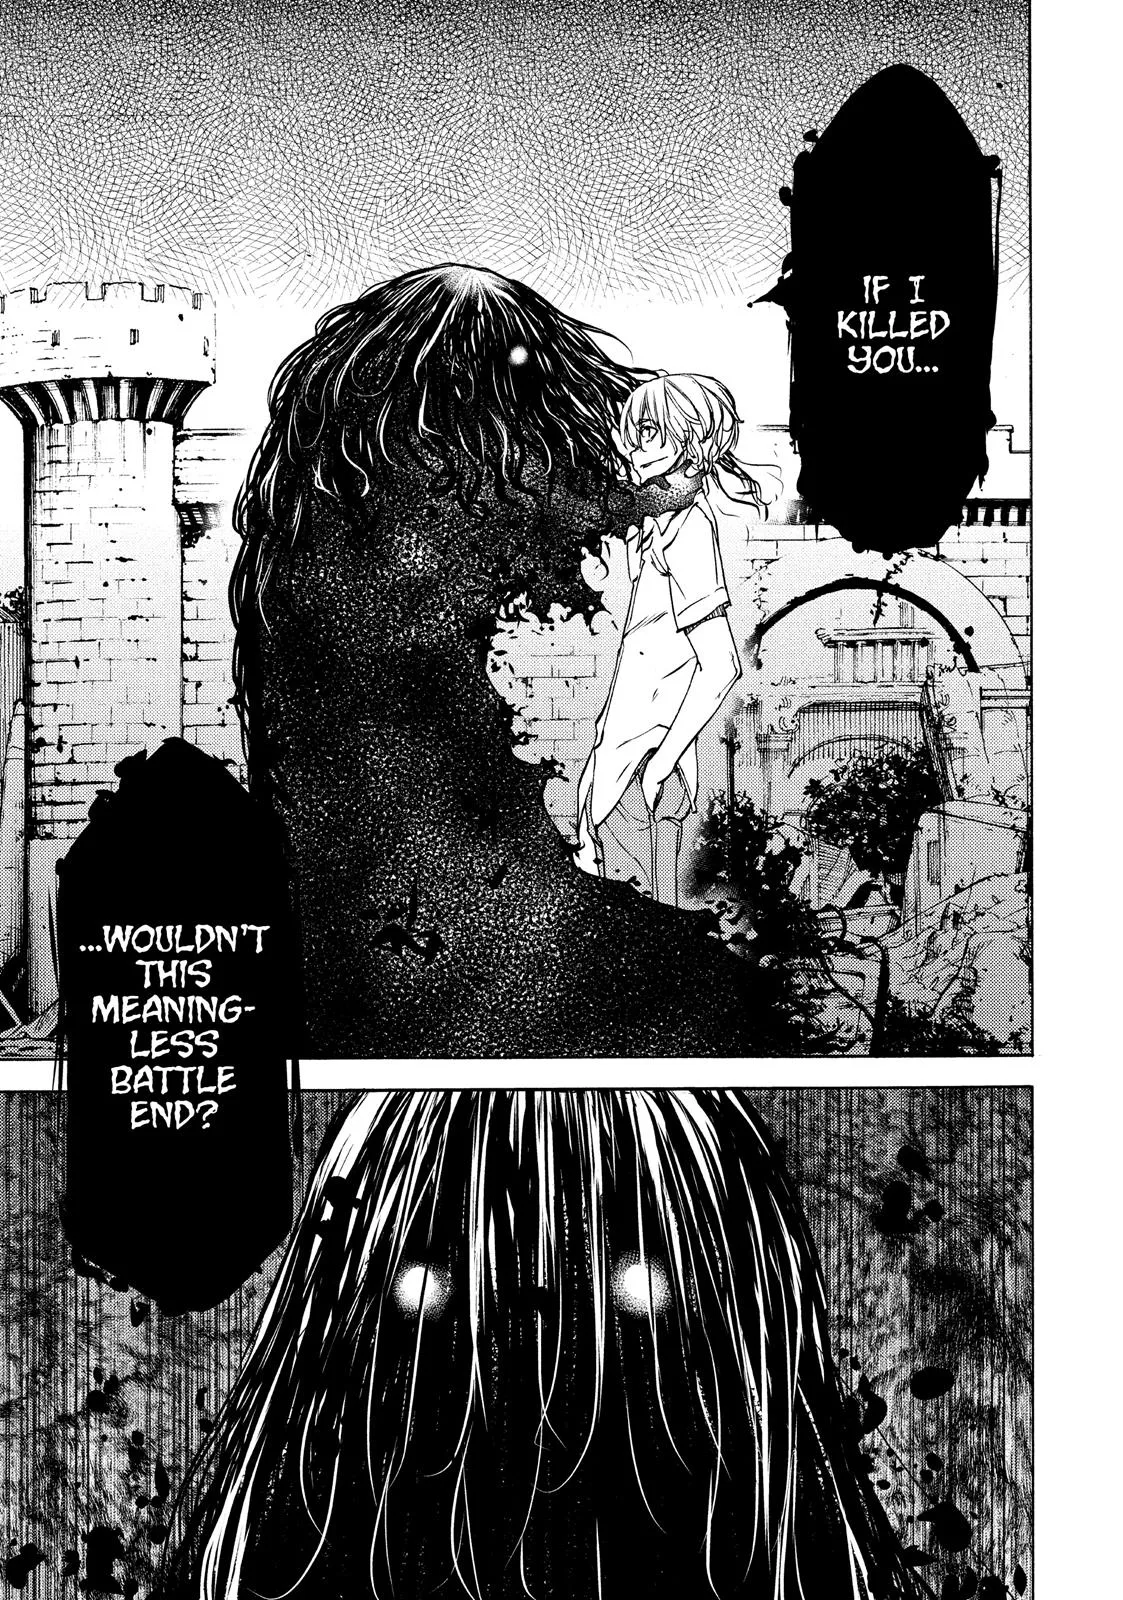 IF I
KILLED
YOU...
...WOULDN'T
THIS
MEANING-
LESS
BATTLE
END?